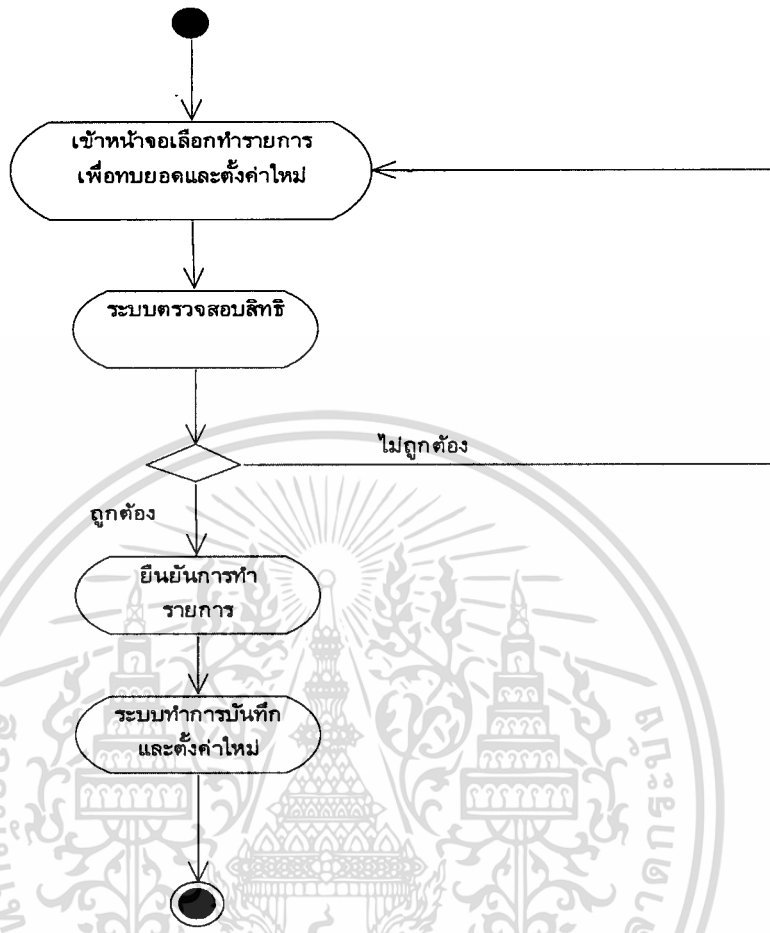 เข้าหน้าจอเลือกทำรายการ
เพื่อทบยอดและตั้งค่าใหม่
ระบบตรวจสอบสิทธิ
ไม่ถูกต้อง
ถูกต้อง
ยืนยันการทำ
รายการ
ระบบทำการบันทึก
และตั้งค่าใหม่